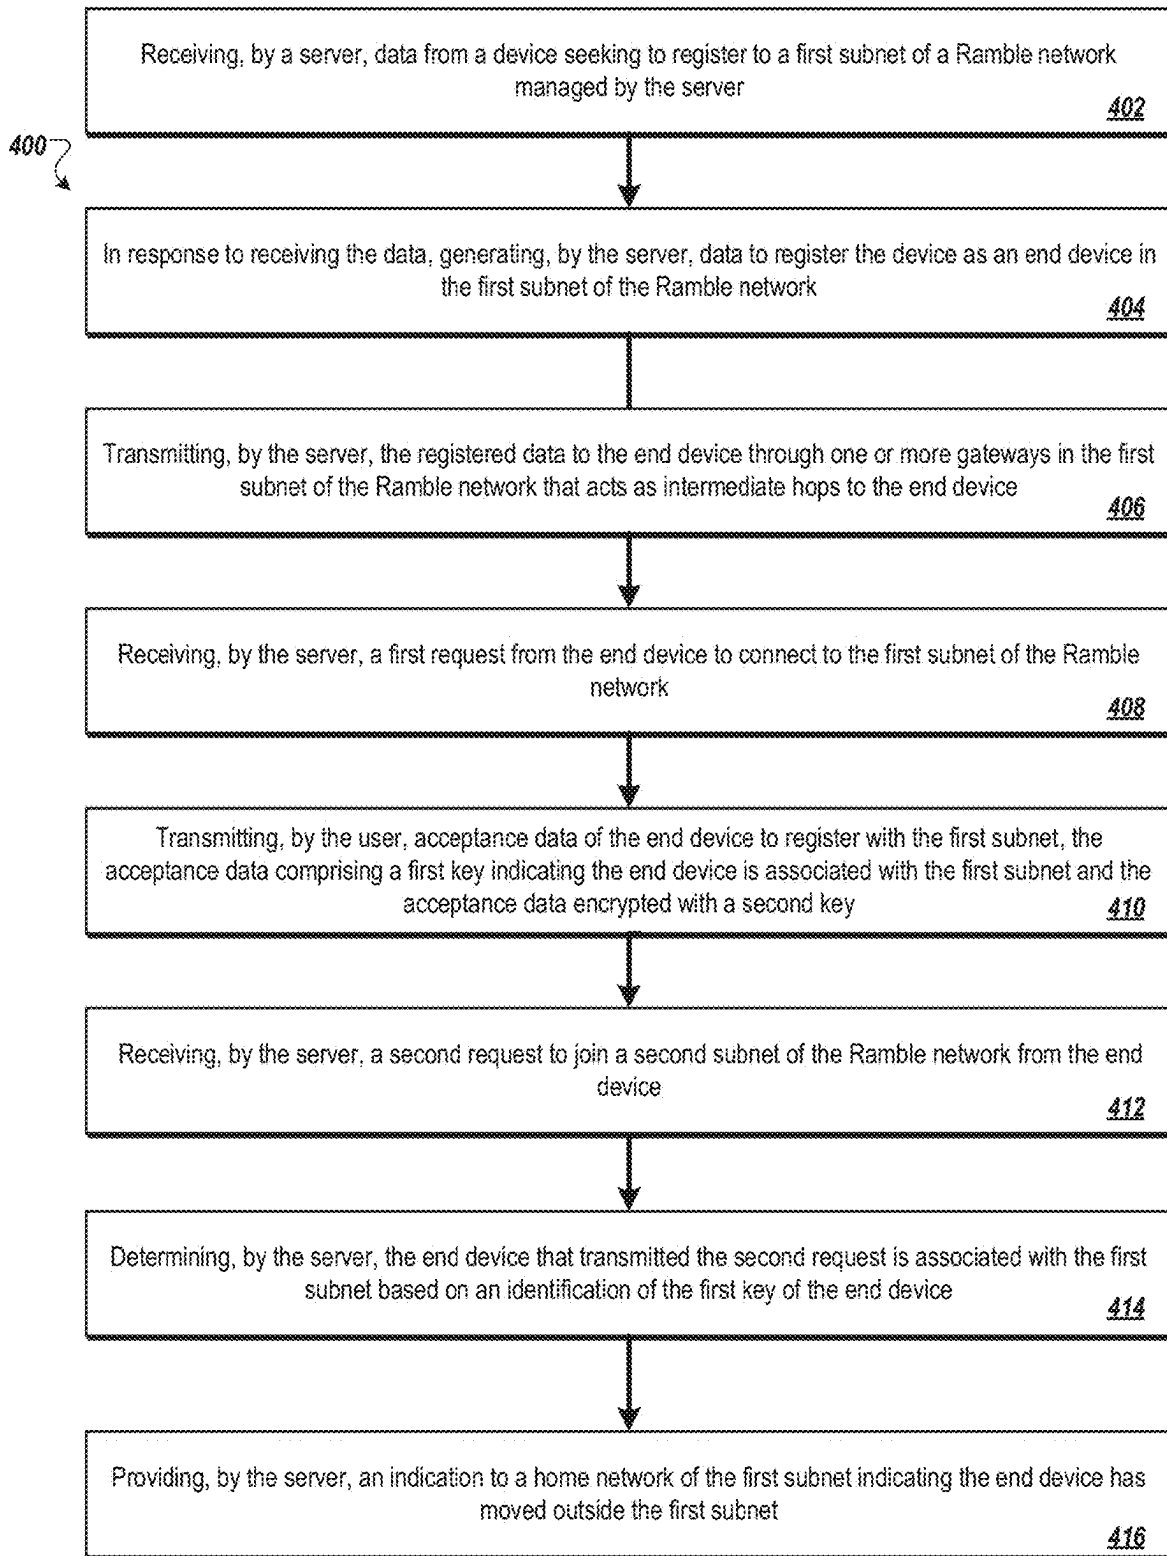 Receiving, by a server, data from a device seeking to register to a first subnet of a Ramble network
managed by the server
402
400
In response to receiving the data, generating, by the server, data to register the device as an end device in
the first subnet of the Ramble network
404
Transmitting, by the server, the registered data to the end device through one or more gateways in the first
subnet of the Ramble network that acts as intermediate hops to the end device
406
Receiving, by the server, a first request from the end device to connect to the first subnet of the Ramble
network
408
Transmitting, by the user, acceptance data of the end device to register with the first subnet, the
acceptance data comprising a first key indicating the end device is associated with the first subnet and the
acceptance data encrypted with a second key
410
Receiving, by the server, a second request to join a second subnet of the Ramble network from the end
device
412
Determining, by the server, the end device that transmitted the second request is associated with the first
subnet based on an identification of the first key of the end device
414
Providing, by the server, an indication to a home network of the first subnet indicating the end device has
moved outside the first subnet
416